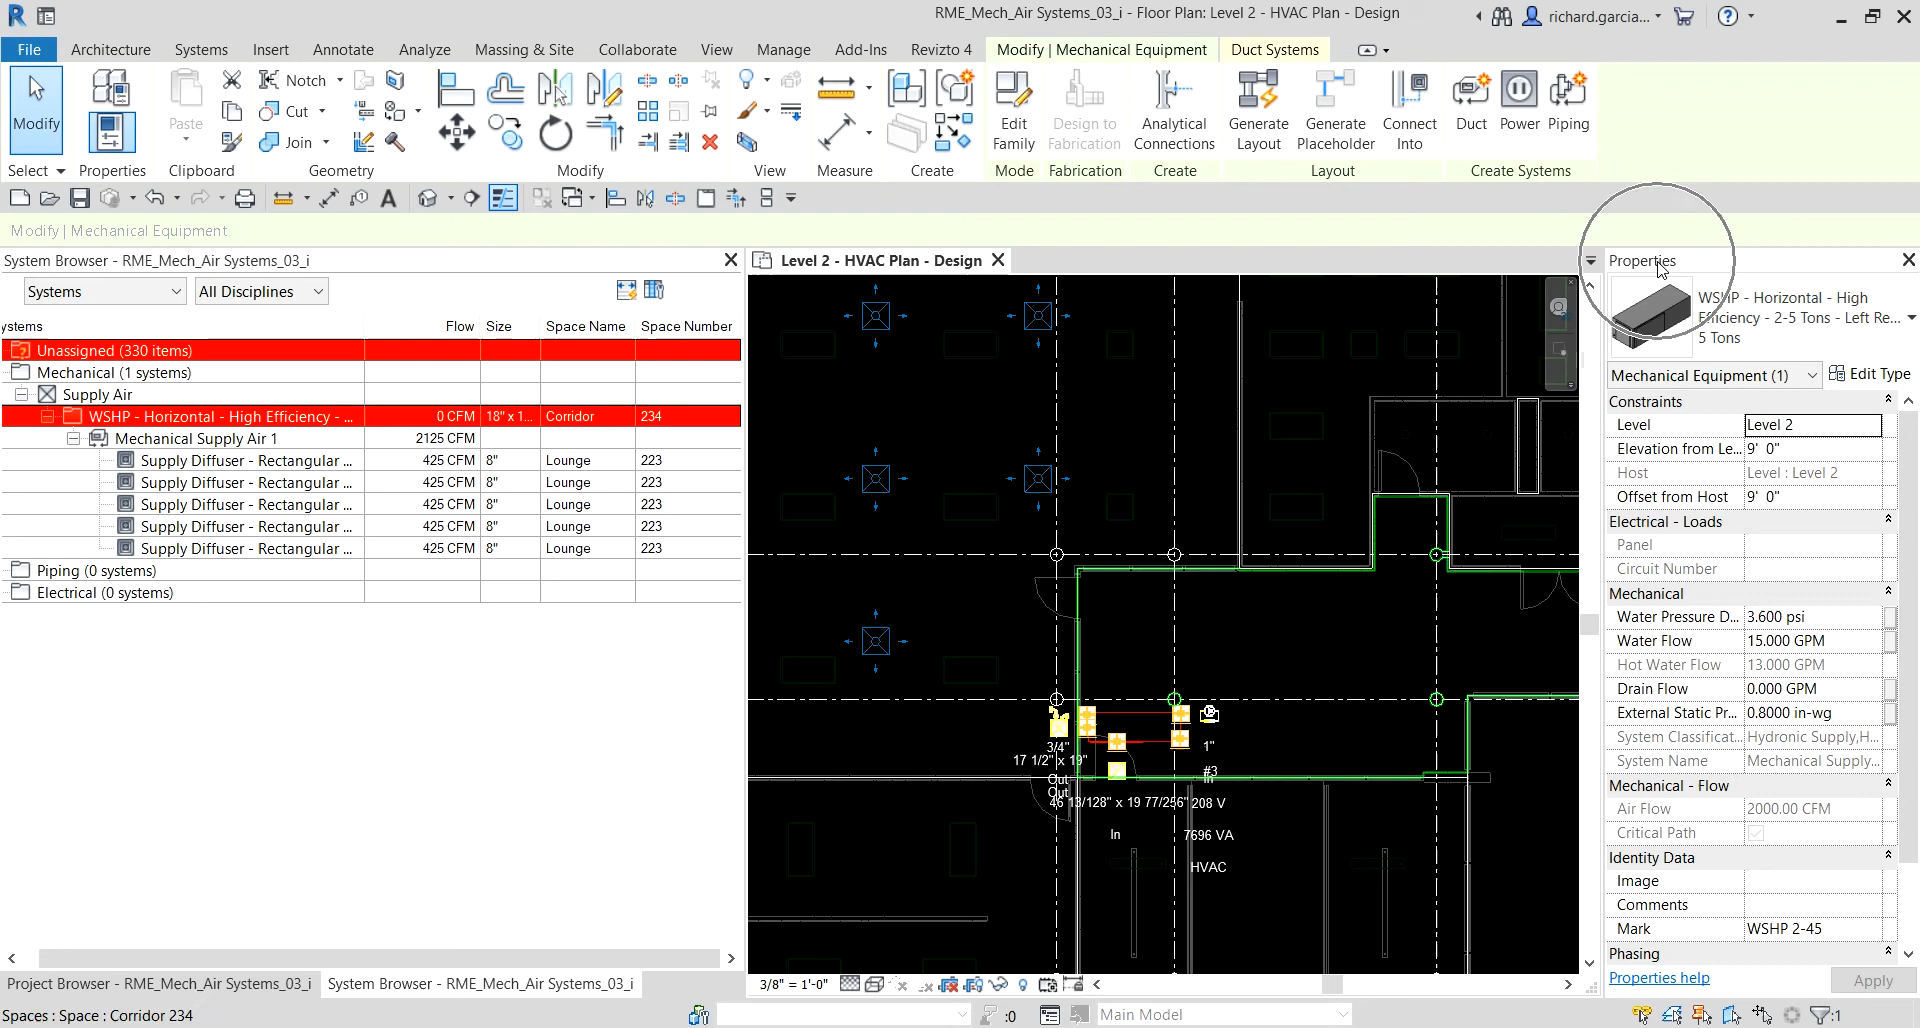 RME_Mech_Air Systems_03_i - Floor Plan: Level 2 - HVAC Plan - Design
richard.garcia...
File Architecture Systems Insert Annotate Analyze Massing & Site Collaborate View Manage Add-Ins Revizto 4 Modify | Mechanical Equipment Duct Systems
Modify
Paste
Notch
Cut
Join
Edit Family
Design to Fabrication
Analytical Connections
Generate Layout
Generate Placeholder
Connect Into
Duct
Power
Piping
Select Properties Clipboard Geometry Modify View Measure Create Mode Fabrication Create Layout Create Systems
Modify | Mechanical Equipment
System Browser - RME_Mech_Air Systems_03_i
Systems All Disciplines
ystems Flow Size Space Name Space Number
Unassigned (330 items)
Mechanical (1 systems)
Supply Air
WSHP - Horizontal - High Efficiency - ... 0 CFM 18" x 1... Corridor 234
Mechanical Supply Air 1 2125 CFM
Supply Diffuser - Rectangular ... 425 CFM 8" Lounge 223
Supply Diffuser - Rectangular ... 425 CFM 8" Lounge 223
Supply Diffuser - Rectangular ... 425 CFM 8" Lounge 223
Supply Diffuser - Rectangular ... 425 CFM 8" Lounge 223
Supply Diffuser - Rectangular ... 425 CFM 8" Lounge 223
Piping (0 systems)
Electrical (0 systems)
Project Browser - RME_Mech_Air Systems_03_i System Browser - RME_Mech_Air Systems_03_i
Level 2 - HVAC Plan - Design
3/4"
17 1/2" x 19"
Out
Out
46 13/128" x 19 77/256"
In
1"
#3
208 V
7696 VA
HVAC
3/8" = 1'-0"
Properties
WSHP - Horizontal - High
Efficiency - 2-5 Tons - Left Re...
5 Tons
Mechanical Equipment (1) Edit Type
Constraints
Level Level 2
Elevation from Le... 9' 0"
Host Level : Level 2
Offset from Host 9' 0"
Electrical - Loads
Panel
Circuit Number
Mechanical
Water Pressure D... 3.600 psi
Water Flow 15.000 GPM
Hot Water Flow 13.000 GPM
Drain Flow 0.000 GPM
External Static Pr... 0.8000 in-wg
System Classificat... Hydronic Supply,H...
System Name Mechanical Supply...
Mechanical - Flow
Air Flow 2000.00 CFM
Critical Path
Identity Data
Image
Comments
Mark WSHP 2-45
Phasing
Properties help Apply
Spaces : Space : Corridor 234 :0 Main Model :1